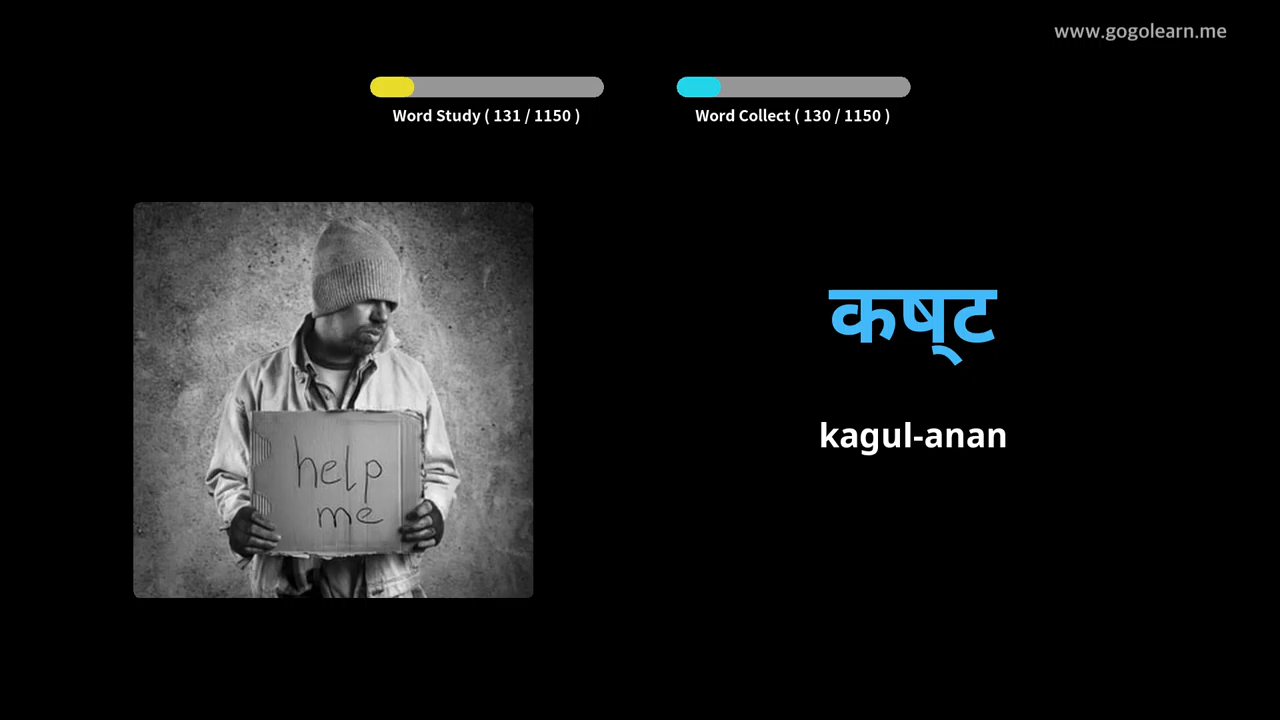 www.gogolearn.me
Word Study ( 131 / 1150 )
Word Collect ( 130 / 1150 )
help
me
कष्‌ट
kagul-anan